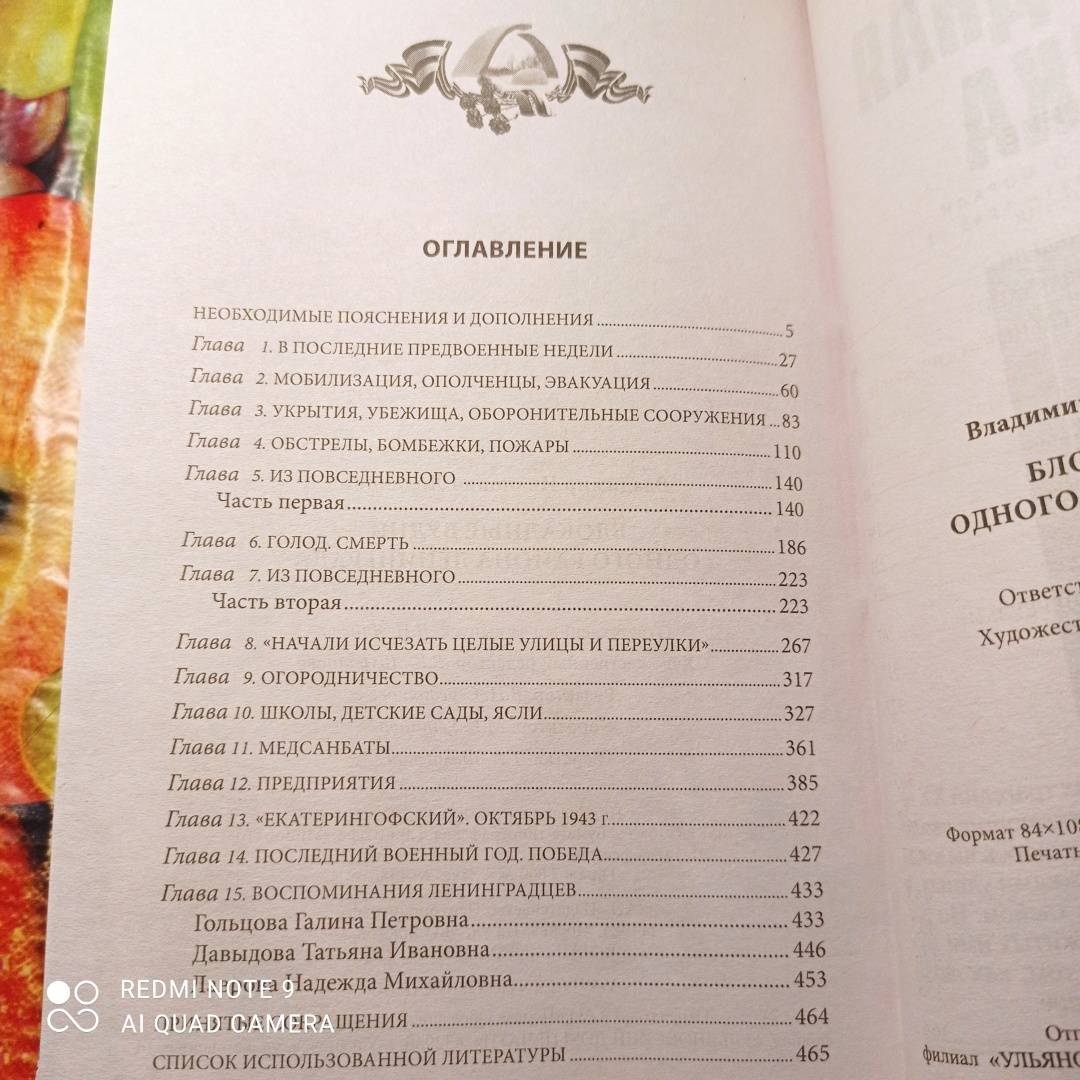 ОГЛАВЛЕНИЕ
НЕОБХОДИМЫЕ ПОЯСНЕНИЯ И ДОПОЛНЕНИЯ 5
Глава 1. В ПОСЛЕДНИЕ ПРЕДВОЕННЫЕ НЕДЕЛИ 27
Глава 2. МОБИЛИЗАЦИЯ, ОПОЛЧЕНЦЫ, ЭВАКУАЦИЯ 60
Глава 3. УКРЫТИЯ, УБЕЖИЩА, ОБОРОНИТЕЛЬНЫЕ СООРУЖЕНИЯ 83
Глава 4. ОБСТРЕЛЫ, БОМБЕЖКИ, ПОЖАРЫ 110
Глава 5. ИЗ ПОВСЕДНЕВНОГО 140
Часть первая 140
Глава 6. ГОЛОД. СМЕРТЬ 186
Глава 7. ИЗ ПОВСЕДНЕВНОГО 223
Часть вторая 223
Глава 8. «НАЧАЛИ ИСЧЕЗАТЬ ЦЕЛЫЕ УЛИЦЫ И ПЕРЕУЛКИ» 267
Глава 9. ОГОРОДНИЧЕСТВО 317
Глава 10. ШКОЛЫ, ДЕТСКИЕ САДЫ, ЯСЛИ 327
Глава 11. МЕДСАНБАТЫ 361
Глава 12. ПРЕДПРИЯТИЯ 385
Глава 13. «ЕКАТЕРИНГОФСКИЙ». ОКТЯБРЬ 1943 г. 422
Глава 14. ПОСЛЕДНИЙ ВОЕННЫЙ ГОД. ПОБЕДА 427
Глава 15. ВОСПОМИНАНИЯ ЛЕНИНГРАДЦЕВ 433
Гольцова Галина Петровна 433
Давыдова Татьяна Ивановна 446
Надежда Михайловна 453
464
СПИСОК ИСПОЛЬЗОВАННОЙ ЛИТЕРАТУРЫ 465
Владими
БЛО
ОДНОГО
Ответст
Художест
Формат 84×108
Печать
Отп
филиал «УЛЬЯНО
REDMI NOTE 9
AI QUAD CAMERA